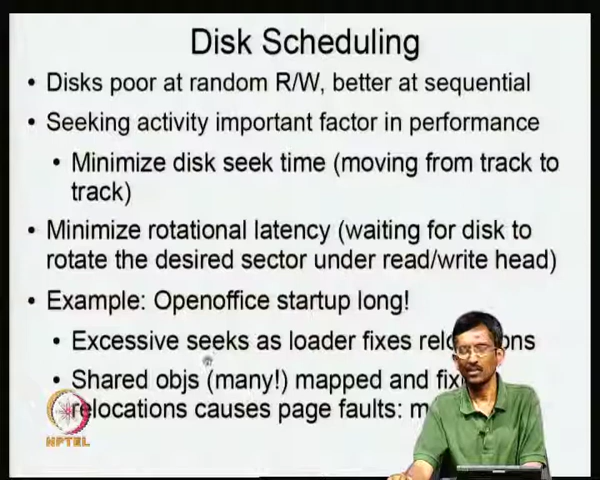 Disk Scheduling
• Disks poor at random R/W, better at sequential
• Seeking activity important factor in performance
• Minimize disk seek time (moving from track to
track)
• Minimize rotational latency (waiting for disk to
rotate the desired sector under read/write head)
• Example: Openoffice startup long!
• Excessive seeks as loader fixes
• Shared objs (many!) mapped and
relocations causes page faults:
NPTEL